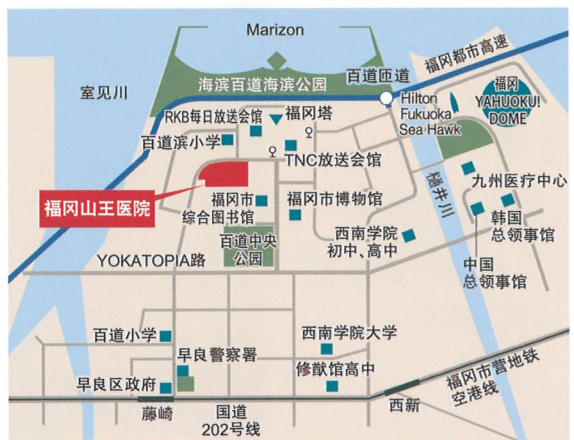 Marizon
福冈都市高速
海滨百道海滨公园
百道匝道
室见川
福冈
YAHUOKU!
DOME
RKB每日放送会馆
福冈塔
Hilton
Fukuoka
Sea Hawk
百道滨小学
TNC放送会馆
樋井川
九州医疗中心
福冈山王医院
福冈市
综合图书馆
福冈市博物馆
韩国
总领事馆
西南学院
初中、高中
百道中央
公园
中国
总领事馆
YOKATOPIA路
百道小学
西南学院大学
早良警察署
修猷馆高中
早良区政府
福冈市营地铁
空港线
藤崎
国道
202号线
西新